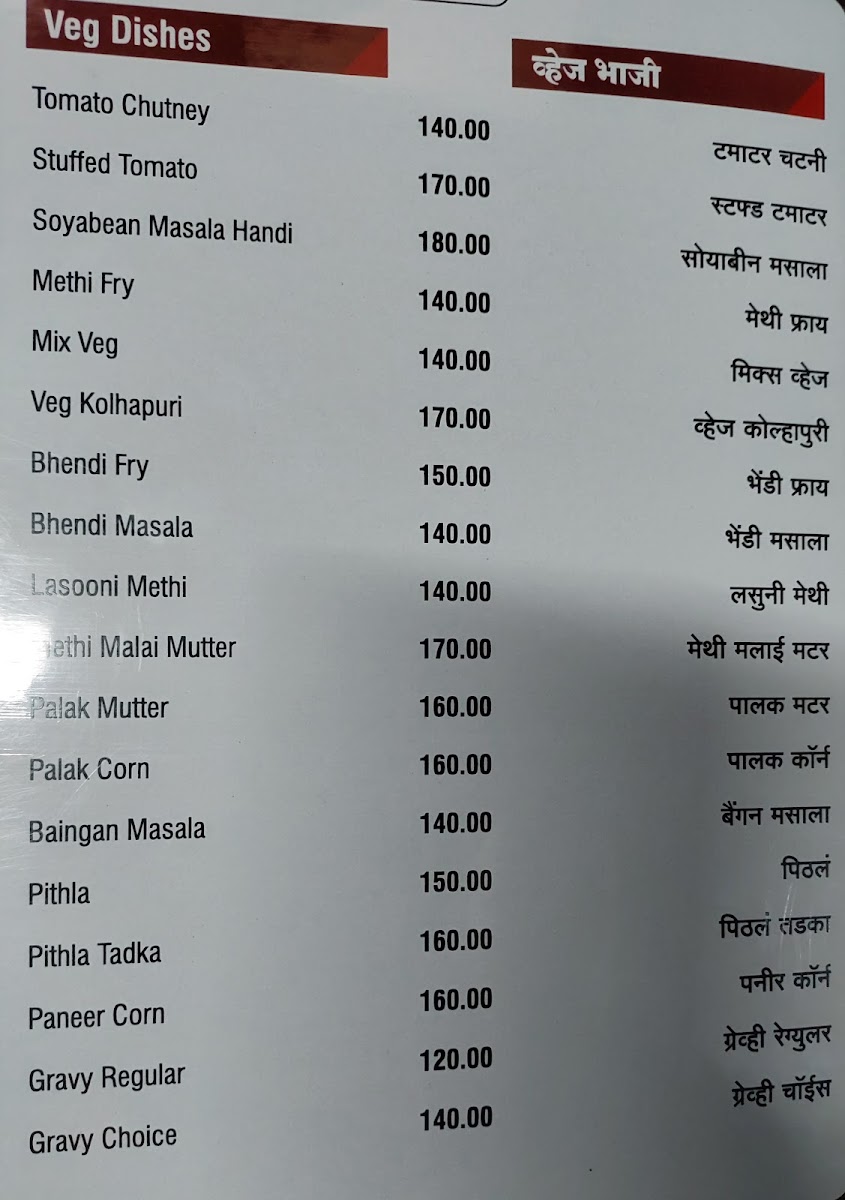 Veg Dishes व्हेज भाजी
Tomato Chutney 140.00 टमाटर चटनी
Stuffed Tomato 170.00 स्टफ्ड टमाटर
Soyabean Masala Handi 180.00 सोयाबीन मसाला
Methi Fry 140.00 मेथी फ्राय
Mix Veg 140.00 मिक्स व्हेज
Veg Kolhapuri 170.00 व्हेज कोल्हापुरी
Bhendi Fry 150.00 भेंडी फ्राय
Bhendi Masala 140.00 भेंडी मसाला
Lasooni Methi 140.00 लसुनी मेथी
Methi Malai Mutter 170.00 मेथी मलाई मटर
Palak Mutter 160.00 पालक मटर
Palak Corn 160.00 पालक कॉर्न
Baingan Masala 140.00 बैंगन मसाला
Pithla 150.00 पिठलं
Pithla Tadka 160.00 पिठलं तडका
Paneer Corn 160.00 पनीर कॉर्न
Gravy Regular 120.00 ग्रेव्ही रेग्युलर
Gravy Choice 140.00 ग्रेव्ही चॉईस